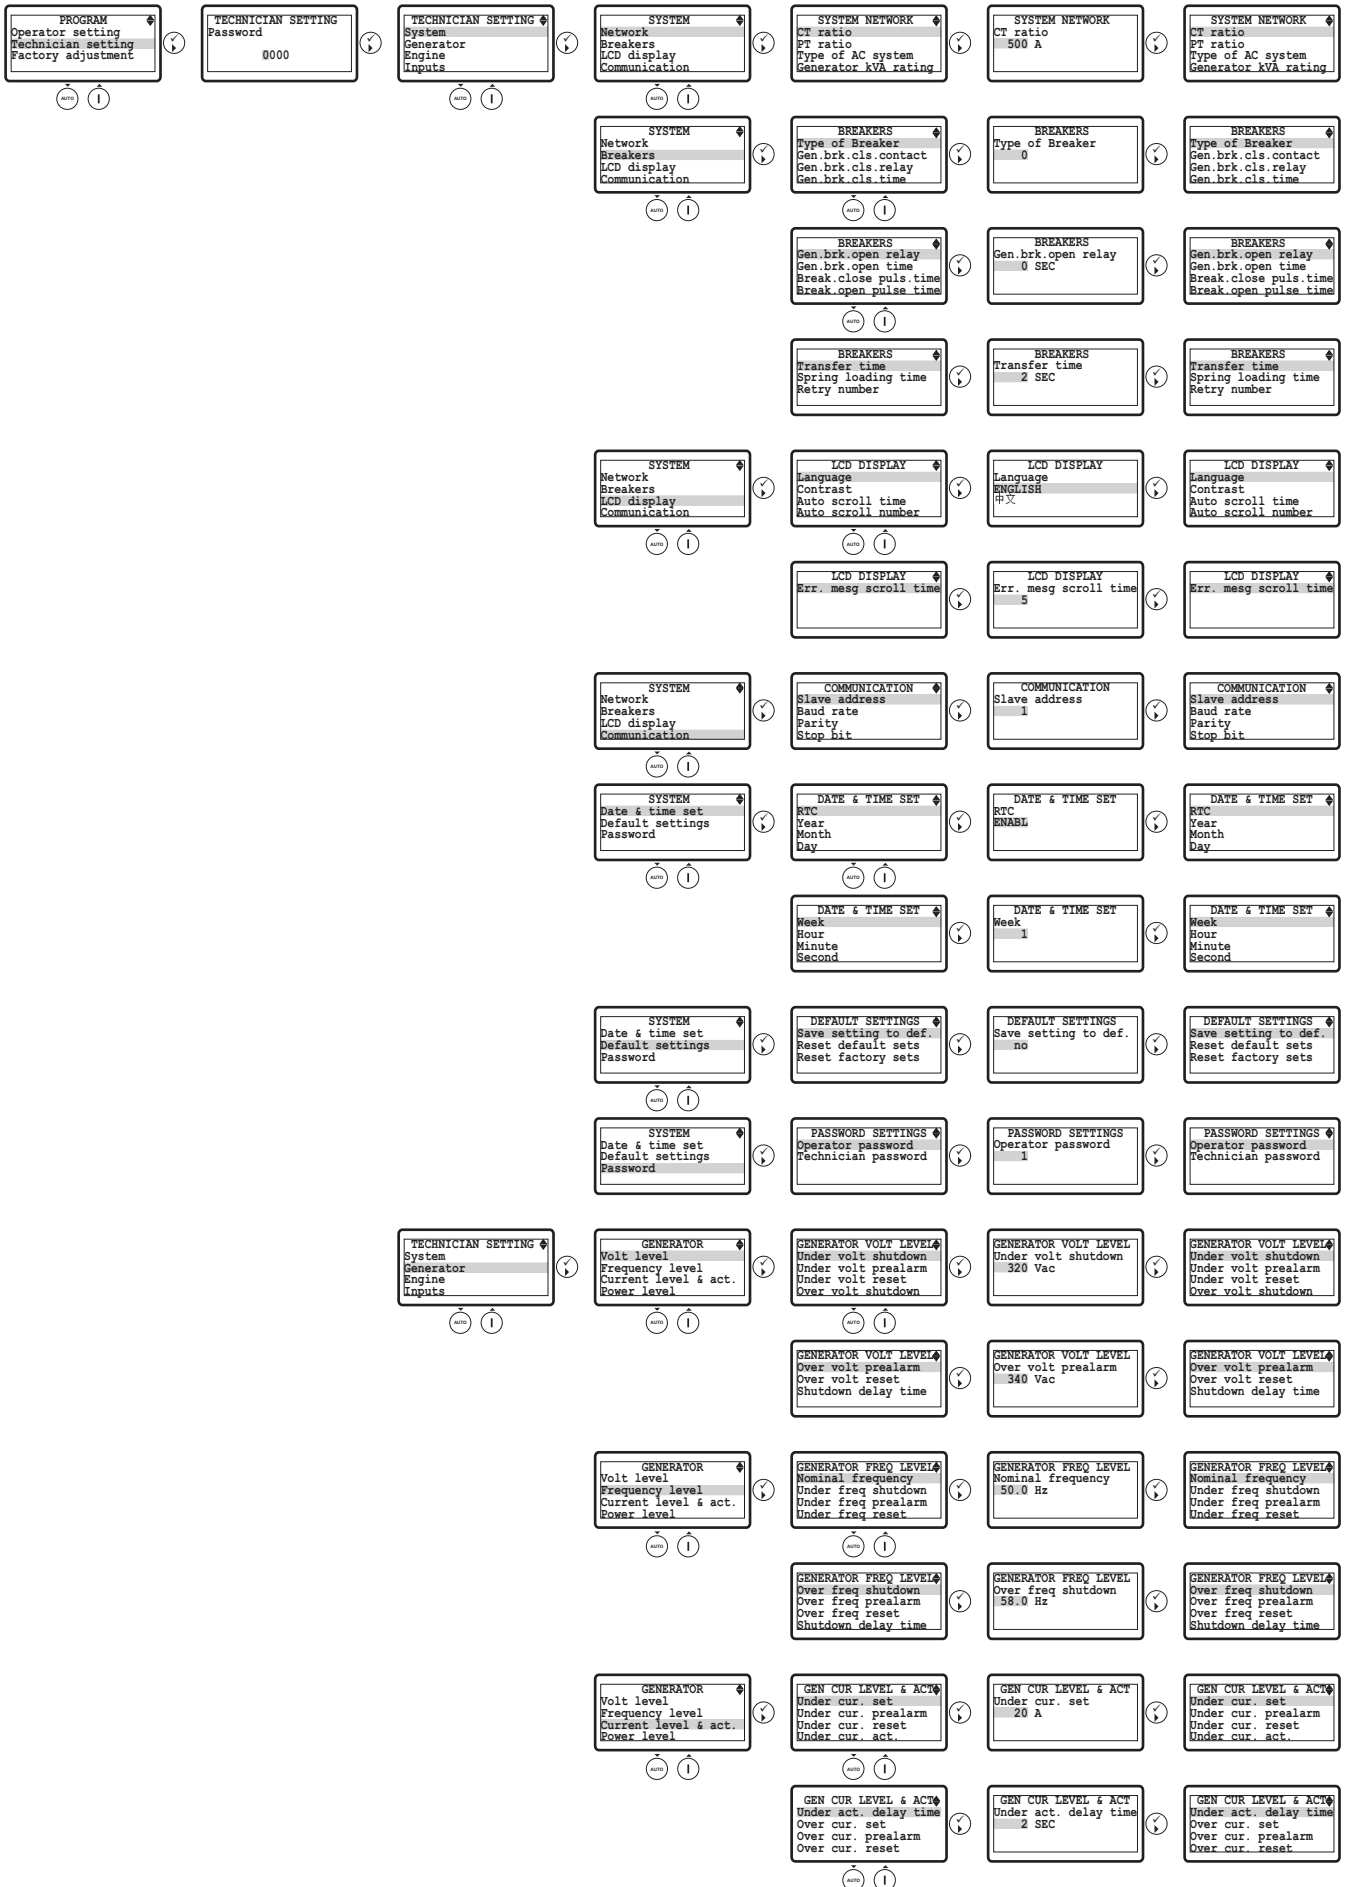 PROGRAM
Operator setting
Technician setting
Factory adjustment
AUTO
I
TECHNICIAN SETTING
Password
0000
TECHNICIAN SETTING
System
Generator
Engine
Inputs
AUTO
I
SYSTEM
Network
Breakers
LCD display
Communication
AUTO
I
SYSTEM NETWORK
CT ratio
PT ratio
Type of AC system
Generator kVA rating
SYSTEM NETWORK
CT ratio
500 A
SYSTEM NETWORK
CT ratio
PT ratio
Type of AC system
Generator kVA rating
SYSTEM
Network
Breakers
LCD display
Communication
AUTO
I
BREAKERS
Type of Breaker
Gen.brk.cls.contact
Gen.brk.cls.relay
Gen.brk.cls.time
AUTO
I
BREAKERS
Type of Breaker
0
BREAKERS
Type of Breaker
Gen.brk.cls.contact
Gen.brk.cls.relay
Gen.brk.cls.time
BREAKERS
Gen.brk.open relay
Gen.brk.open time
Break.close puls.time
Break.open pulse time
AUTO
I
BREAKERS
Gen.brk.open relay
0 SEC
BREAKERS
Gen.brk.open relay
Gen.brk.open time
Break.close puls.time
Break.open pulse time
BREAKERS
Transfer time
Spring loading time
Retry number
BREAKERS
Transfer time
2 SEC
BREAKERS
Transfer time
Spring loading time
Retry number
SYSTEM
Network
Breakers
LCD display
Communication
AUTO
I
LCD DISPLAY
Language
Contrast
Auto scroll time
Auto scroll number
AUTO
I
LCD DISPLAY
Language
ENGLISH
中文
LCD DISPLAY
Language
Contrast
Auto scroll time
Auto scroll number
LCD DISPLAY
Err. mesg scroll time
LCD DISPLAY
Err. mesg scroll time
5
LCD DISPLAY
Err. mesg scroll time
SYSTEM
Network
Breakers
LCD display
Communication
AUTO
I
COMMUNICATION
Slave address
Baud rate
Parity
Stop bit
COMMUNICATION
Slave address
1
COMMUNICATION
Slave address
Baud rate
Parity
Stop bit
SYSTEM
Date & time set
Default settings
Password
AUTO
I
DATE & TIME SET
RTC
Year
Month
Day
AUTO
I
DATE & TIME SET
RTC
ENABL
DATE & TIME SET
RTC
Year
Month
Day
DATE & TIME SET
Week
Hour
Minute
Second
DATE & TIME SET
Week
1
DATE & TIME SET
Week
Hour
Minute
Second
SYSTEM
Date & time set
Default settings
Password
AUTO
I
DEFAULT SETTINGS
Save setting to def.
Reset default sets
Reset factory sets
DEFAULT SETTINGS
Save setting to def.
no
DEFAULT SETTINGS
Save setting to def.
Reset default sets
Reset factory sets
SYSTEM
Date & time set
Default settings
Password
PASSWORD SETTINGS
Operator password
Technician password
PASSWORD SETTINGS
Operator password
1
PASSWORD SETTINGS
Operator password
Technician password
TECHNICIAN SETTING
System
Generator
Engine
Inputs
AUTO
I
GENERATOR
Volt level
Frequency level
Current level & act.
Power level
AUTO
I
GENERATOR VOLT LEVEL
Under volt shutdown
Under volt prealarm
Under volt reset
Over volt shutdown
AUTO
I
GENERATOR VOLT LEVEL
Under volt shutdown
320 Vac
GENERATOR VOLT LEVEL
Under volt shutdown
Under volt prealarm
Under volt reset
Over volt shutdown
GENERATOR VOLT LEVEL
Over volt prealarm
Over volt reset
Shutdown delay time
GENERATOR VOLT LEVEL
Over volt prealarm
340 Vac
GENERATOR VOLT LEVEL
Over volt prealarm
Over volt reset
Shutdown delay time
GENERATOR
Volt level
Frequency level
Current level & act.
Power level
AUTO
I
GENERATOR FREQ LEVEL
Nominal frequency
Under freq shutdown
Under freq prealarm
Under freq reset
AUTO
I
GENERATOR FREQ LEVEL
Nominal frequency
50.0 Hz
GENERATOR FREQ LEVEL
Nominal frequency
Under freq shutdown
Under freq prealarm
Under freq reset
GENERATOR FREQ LEVEL
Over freq shutdown
Over freq prealarm
Over freq reset
Shutdown delay time
GENERATOR FREQ LEVEL
Over freq shutdown
58.0 Hz
GENERATOR FREQ LEVEL
Over freq shutdown
Over freq prealarm
Over freq reset
Shutdown delay time
GENERATOR
Volt level
Frequency level
Current level & act.
Power level
AUTO
I
GEN CUR LEVEL & ACT
Under cur. set
Under cur. prealarm
Under cur. reset
Under cur. act.
AUTO
I
GEN CUR LEVEL & ACT
Under cur. set
20 A
GEN CUR LEVEL & ACT
Under cur. set
Under cur. prealarm
Under cur. reset
Under cur. act.
GEN CUR LEVEL & ACT
Under act. delay time
Over cur. set
Over cur. prealarm
Over cur. reset
AUTO
I
GEN CUR LEVEL & ACT
Under act. delay time
2 SEC
GEN CUR LEVEL & ACT
Under act. delay time
Over cur. set
Over cur. prealarm
Over cur. reset